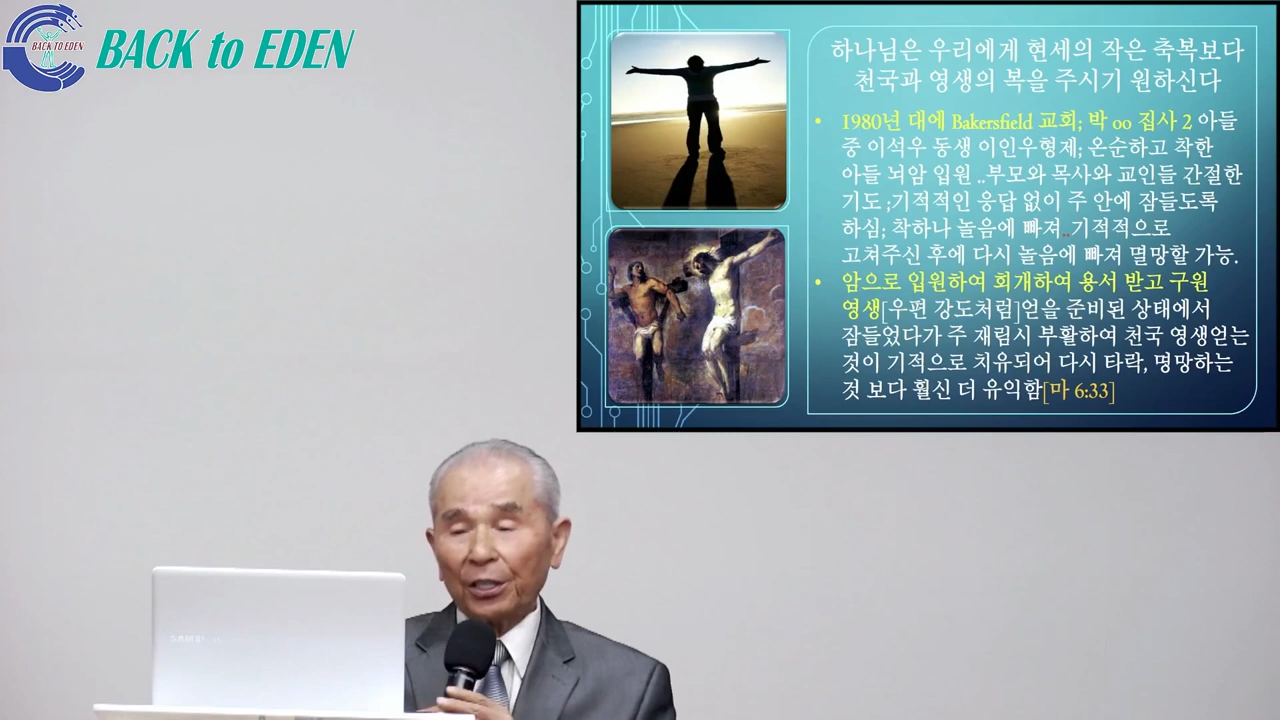 BACK TO EDEN
BACK to EDEN
하나님은 우리에게 현세의 작은 축복보다
천국과 영생의 복을 주시기 원하신다
• 1980년 대에 Bakersfield 교회; 박 oo 집사 2 아들
중 이석우 동생 이인우형제; 온순하고 착한
아들 뇌암 입원 ..부모와 목사와 교인들 간절한
기도 ;기적적인 응답 없이 주 안에 잠들도록
하심; 착하나 놀음에 빠져..기적적으로
고쳐주신 후에 다시 놀음에 빠져 멸망할 가능.
• 암으로 입원하여 회개하여 용서 받고 구원
영생[우편 강도처럼]얻을 준비된 상태에서
잠들었다가 주 재림시 부활하여 천국 영생얻는
것이 기적으로 치유되어 다시 타락, 명망하는
것 보다 훨신 더 유익함[마 6:33]